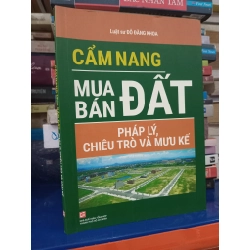 Luật sư ĐỖ ĐĂNG KHOA
CẨM NANG
MUA BÁN ĐẤT
PHÁP LÝ,
CHIÊU TRÒ VÀ MƯU KẾ